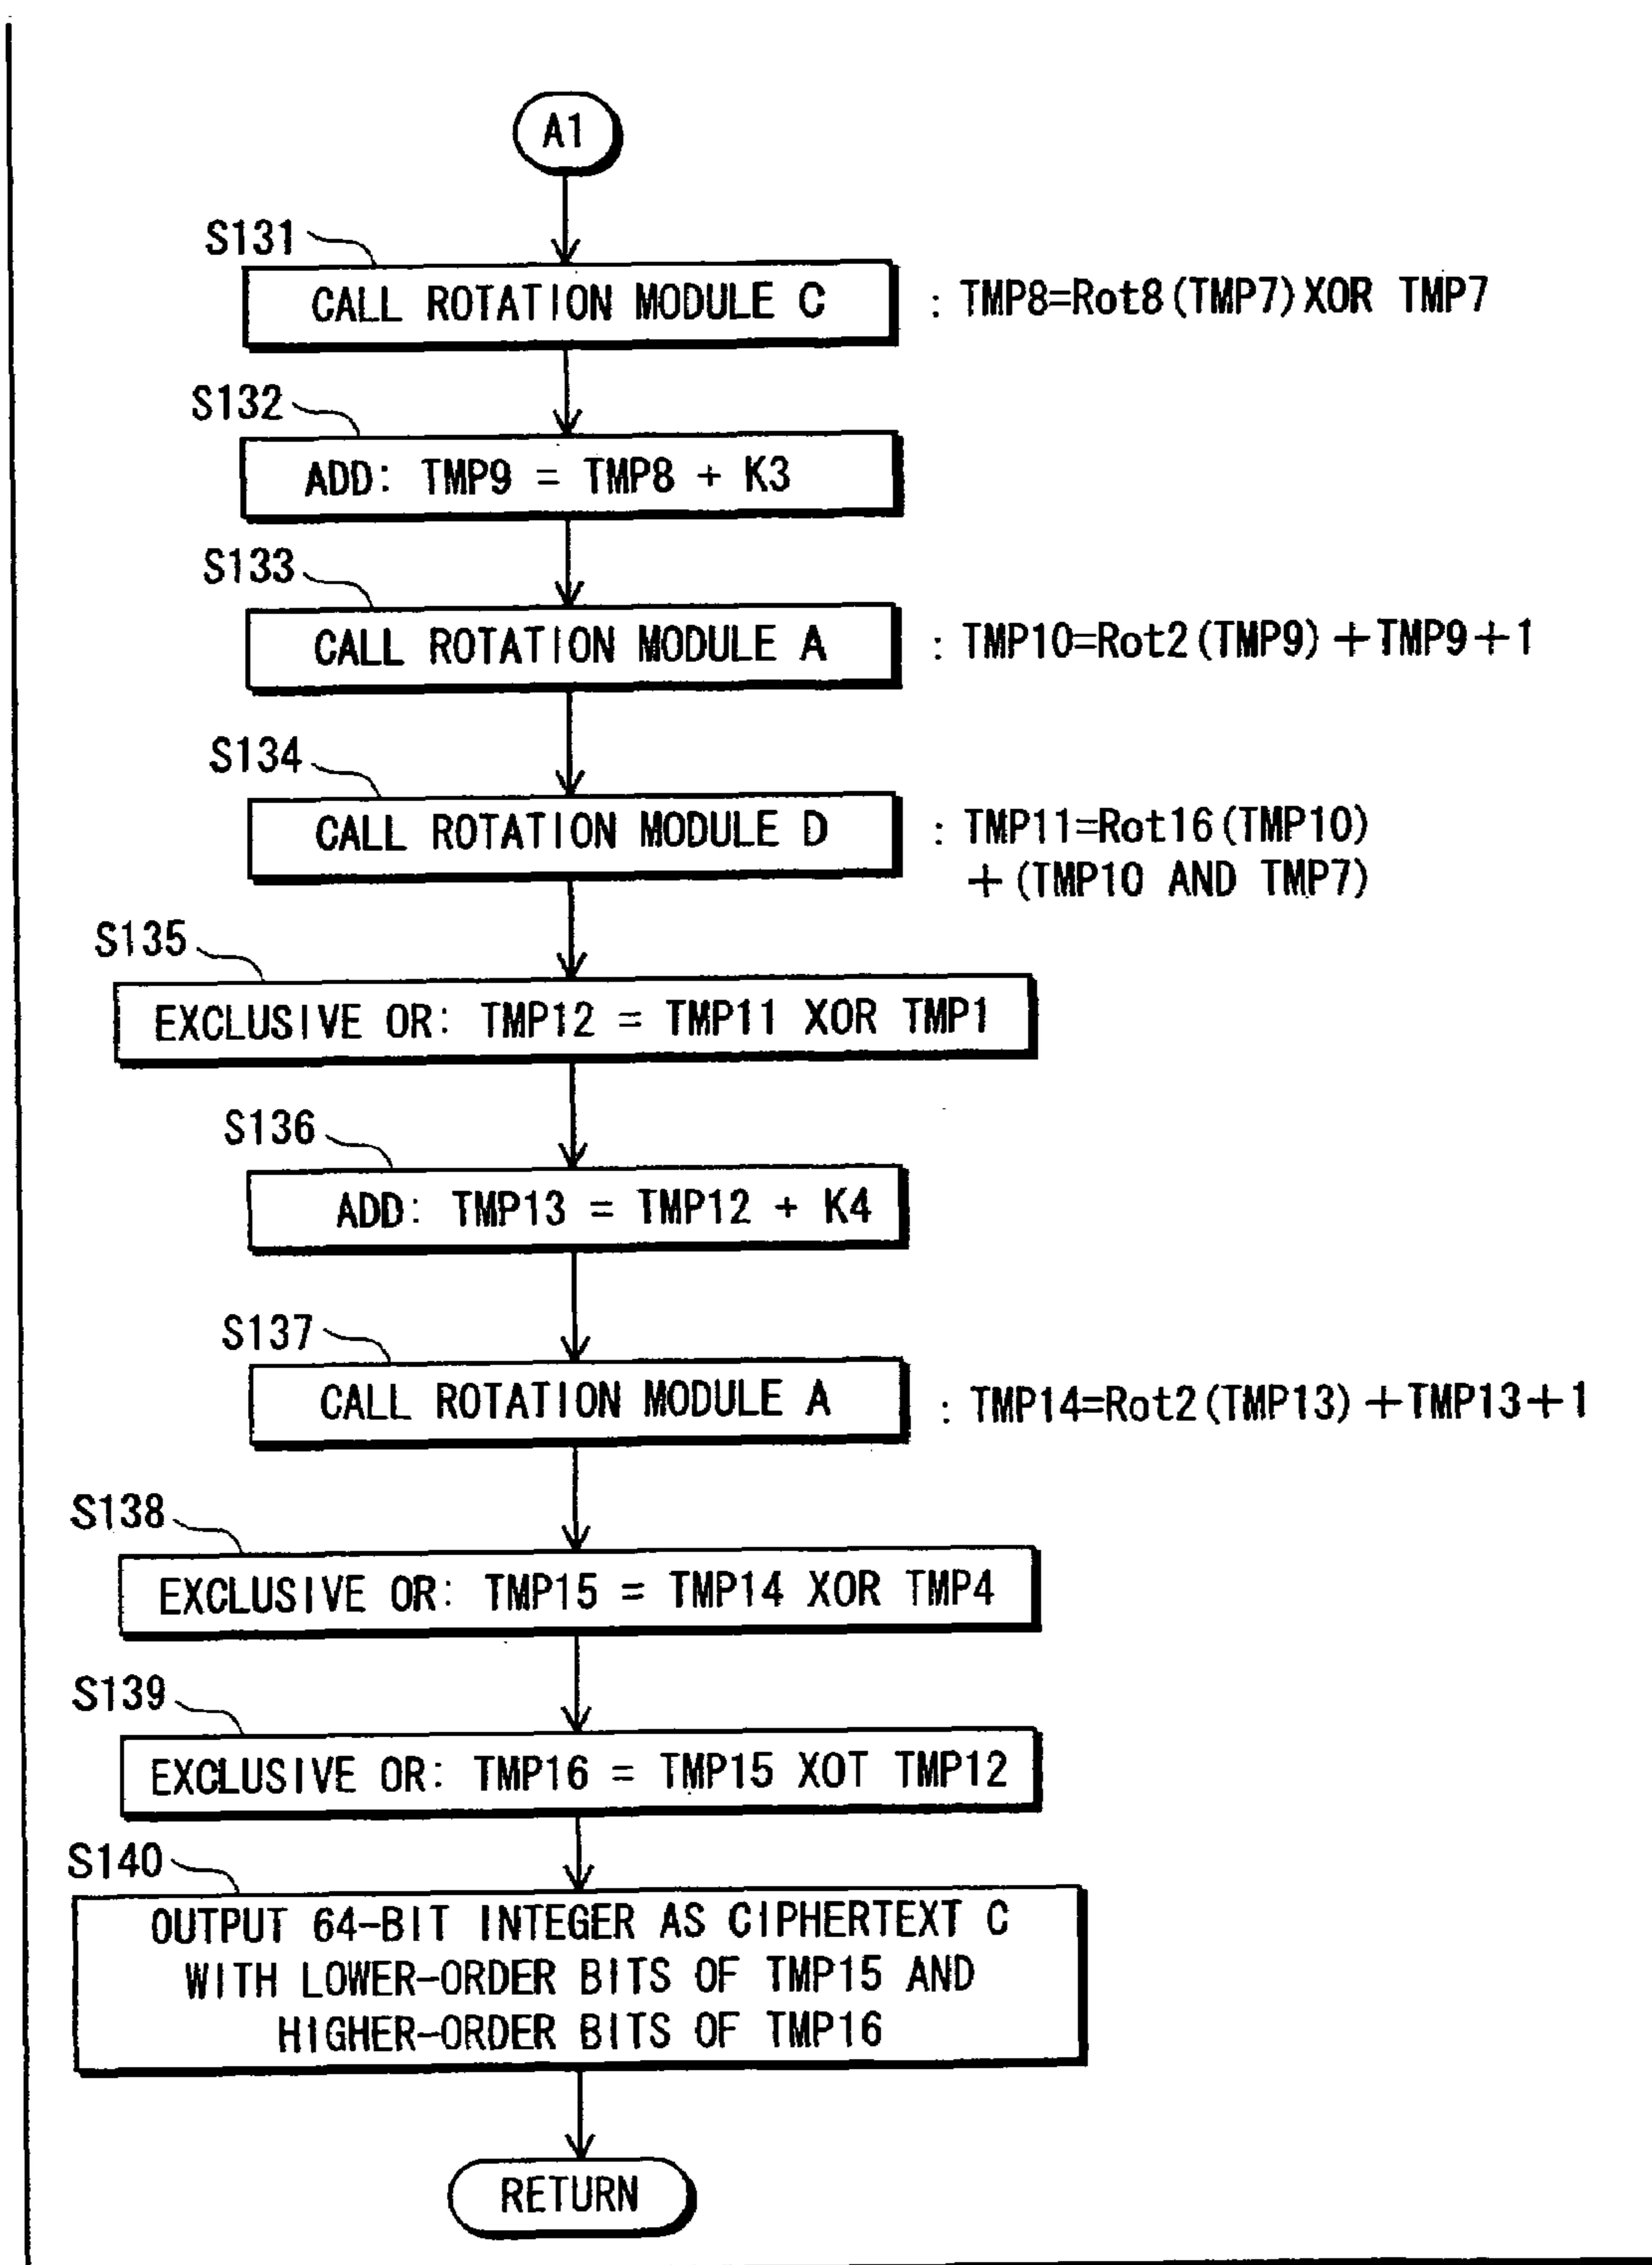 A1
S131
CALL ROTATION MODULE C
: TMP8=Rot8(TMP7)XOR TMP7
S132
ADD: TMP9 = TMP8 + K3
S133
CALL ROTATION MODULE A
: TMP10=Rot2(TMP9)+TMP9+1
S134
CALL ROTATION MODULE D
: TMP11=Rot16(TMP10)
+(TMP10 AND TMP7)
S135
EXCLUSIVE OR: TMP12 = TMP11 XOR TMP1
S136
ADD: TMP13 = TMP12 + K4
S137
CALL ROTATION MODULE A
: TMP14=Rot2(TMP13)+TMP13+1
S138
EXCLUSIVE OR: TMP15 = TMP14 XOR TMP4
S139
EXCLUSIVE OR: TMP16 = TMP15 XOT TMP12
S140
OUTPUT 64-BIT INTEGER AS CIPHERTEXT C
WITH LOWER-ORDER BITS OF TMP15 AND
HIGHER-ORDER BITS OF TMP16
RETURN